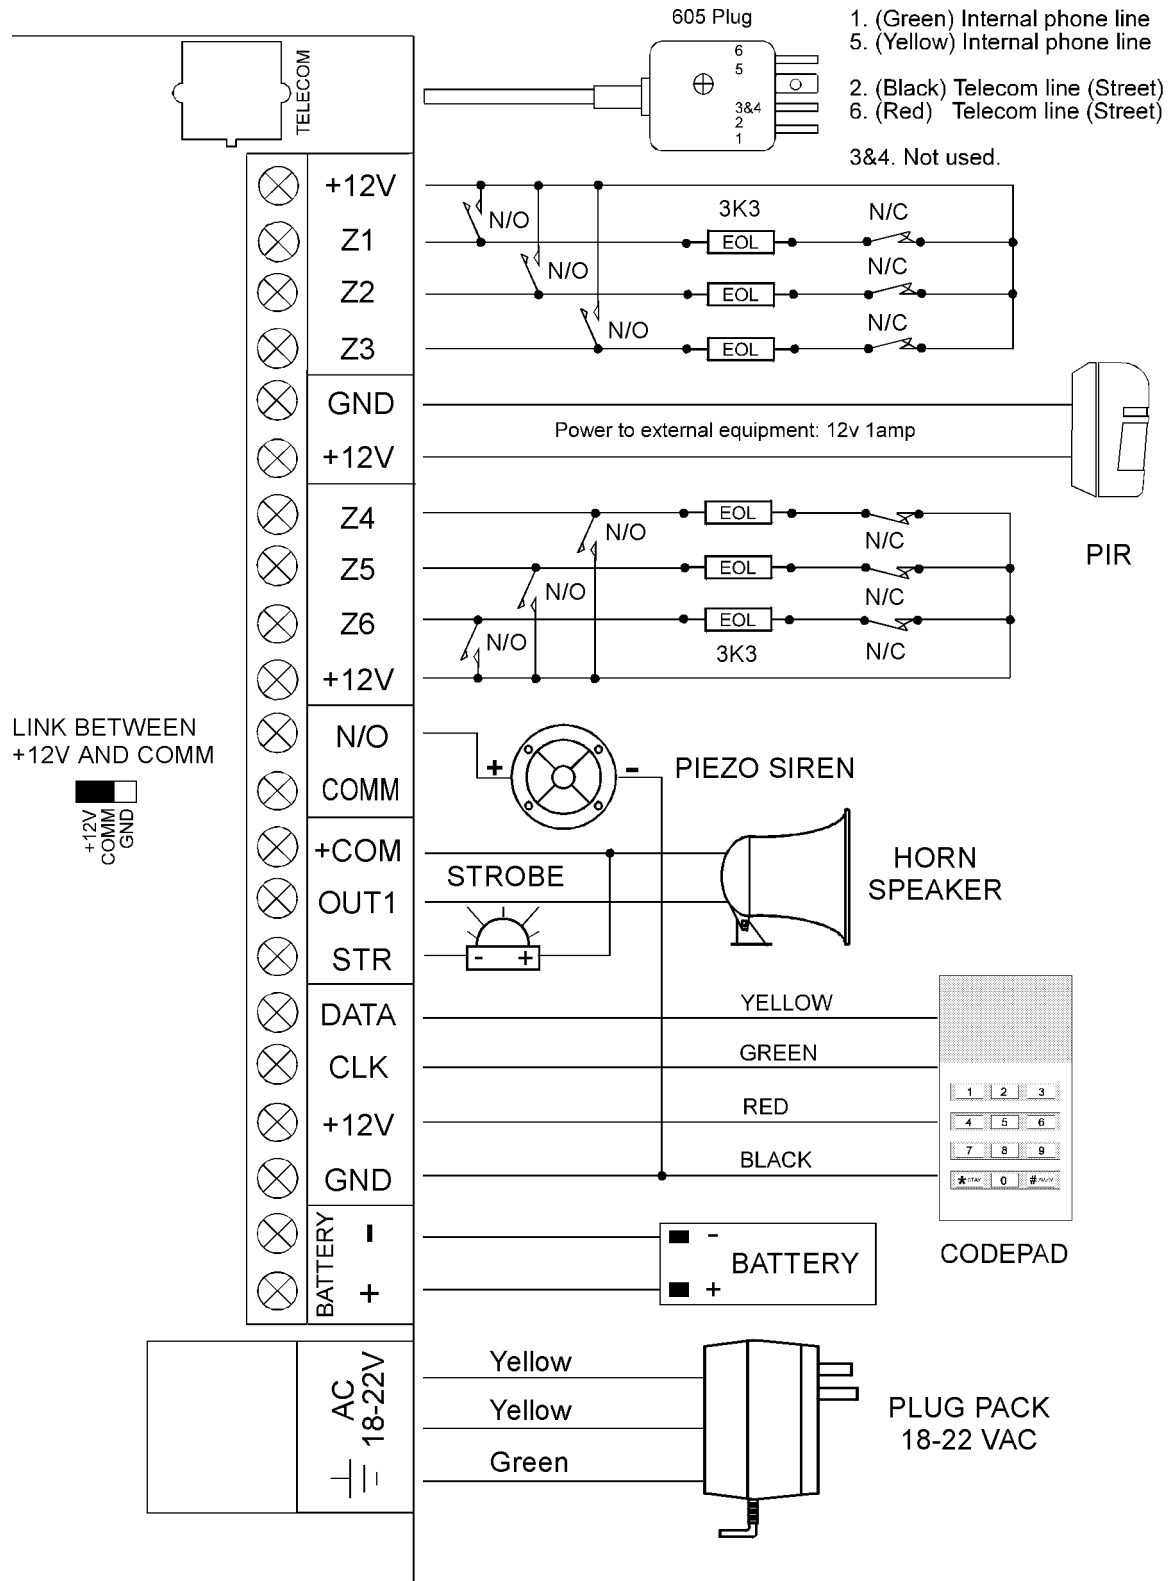 605 Plug
1. (Green) Internal phone line
5. (Yellow) Internal phone line
2. (Black) Telecom line (Street)
6. (Red) Telecom line (Street)
3&4. Not used.
6
5
3&4
2
1
TELECOM
+12V
N/O
3K3
N/C
Z1
EOL
N/O
N/C
Z2
EOL
N/O
N/C
Z3
EOL
GND
Power to external equipment: 12v 1amp
+12V
PIR
Z4
EOL
N/O
N/C
Z5
EOL
N/O
N/C
Z6
EOL
N/O
3K3
N/C
+12V
LINK BETWEEN
+12V AND COMM
+12V
COMM
GND
N/O
+
-
PIEZO SIREN
COMM
+COM
STROBE
HORN
SPEAKER
OUT1
STR
- +
DATA
YELLOW
CLK
GREEN
+12V
RED
GND
BLACK
1 2 3
4 5 6
7 8 9
* STAY 0 #
CODEPAD
BATTERY
-
+
-
BATTERY
+
AC
18-22V
Yellow
Yellow
Green
PLUG PACK
18-22 VAC